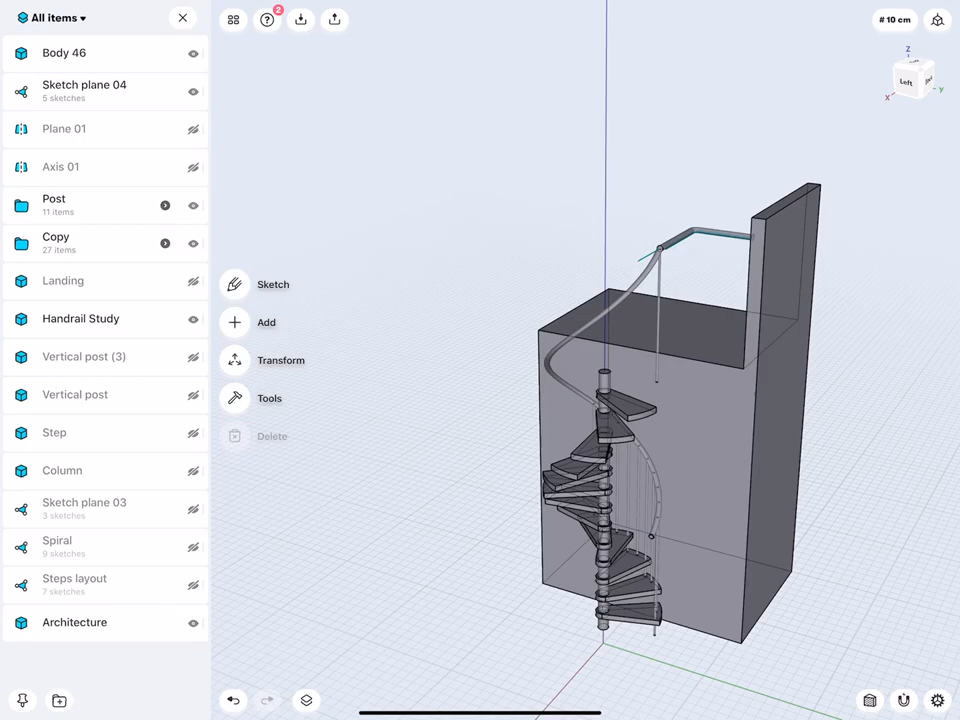 All items ▾
Body 46
Sketch plane 04
5 sketches
Plane 01
Axis 01
Post
11 items
Copy
27 items
Landing
Handrail Study
Vertical post (3)
Vertical post
Step
Column
Sketch plane 03
3 sketches
Spiral
9 sketches
Steps layout
7 sketches
Architecture
2
Sketch
Add
Transform
Tools
Delete
# 10 cm
Z
Left
X
Y